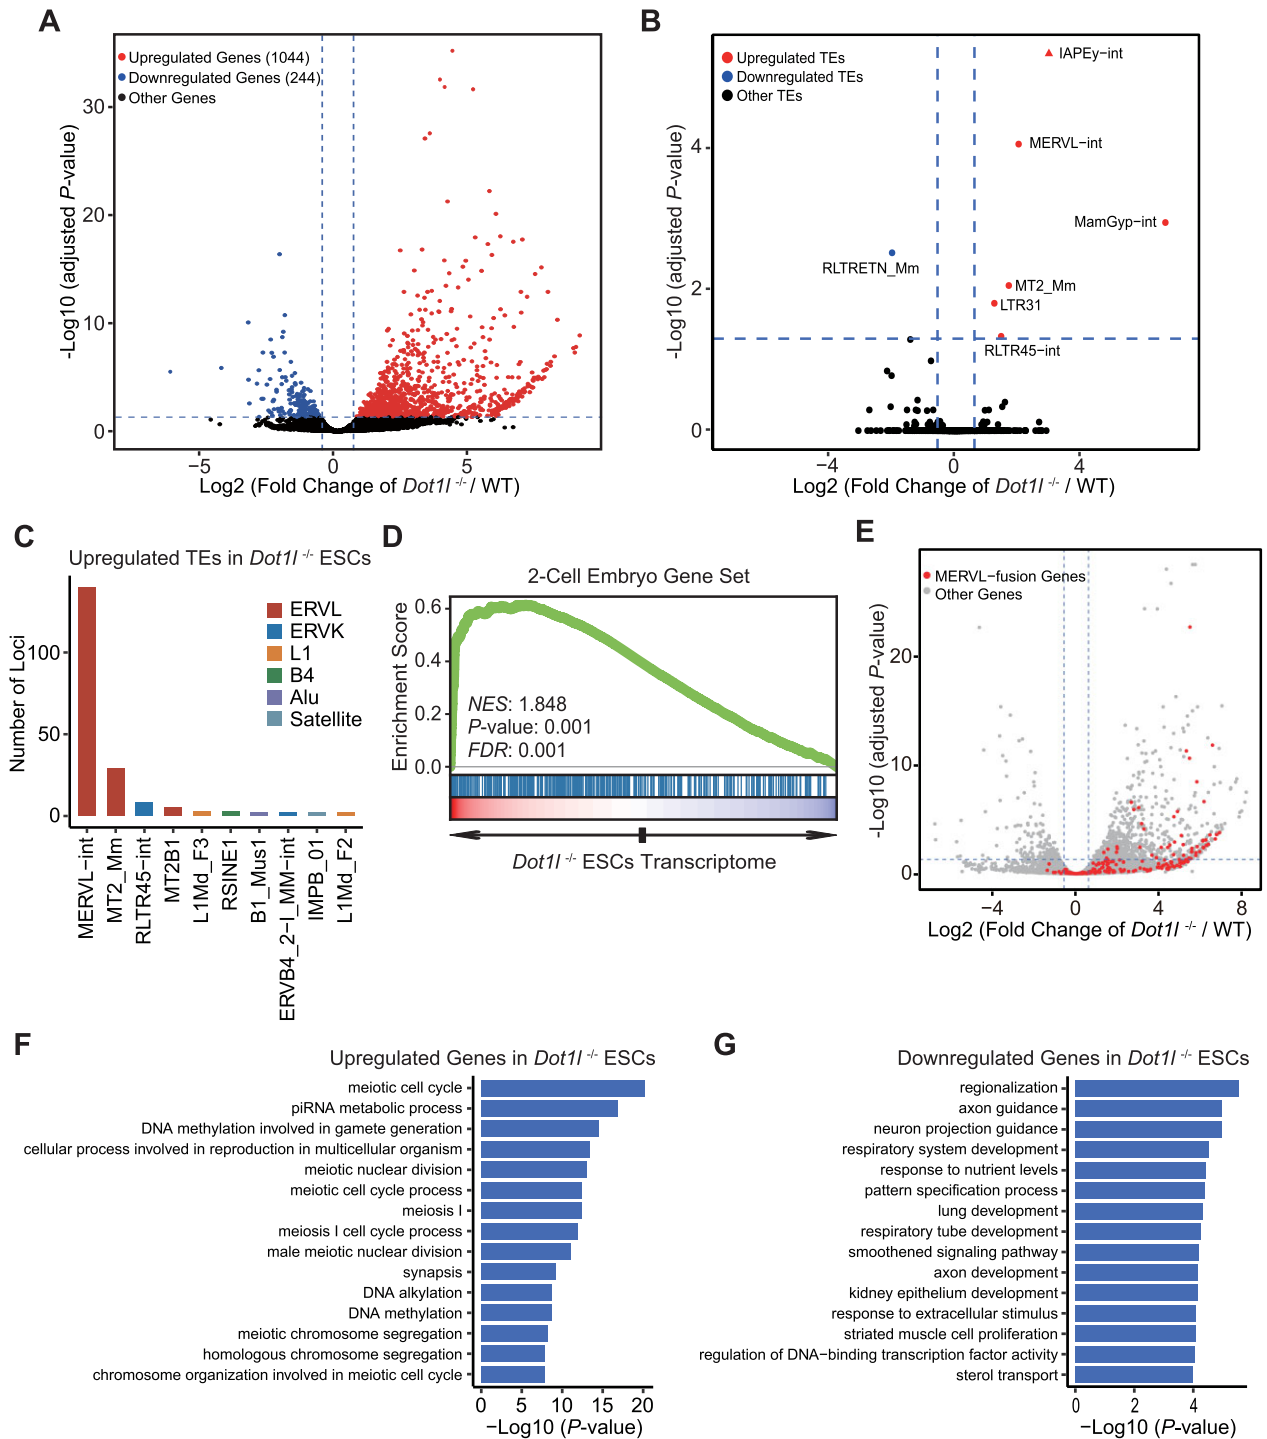 A
Upregulated Genes (1044)
Downregulated Genes (244)
Other Genes
30
20
10
0
-Log10 (adjusted P-value)
−5
0
5
Log2 (Fold Change of Dot1l -/- / WT)
B
Upregulated TEs
Downregulated TEs
Other TEs
IAPEy−int
MERVL−int
MamGyp−int
RLTRETN_Mm
MT2_Mm
LTR31
RLTR45−int
4
2
0
-Log10 (adjusted P-value)
−4
0
4
Log2 (Fold Change of Dot1l -/- / WT)
C
Upregulated TEs in Dot1l -/- ESCs
ERVL
ERVK
L1
B4
Alu
Satellite
100
50
0
Number of Loci
MERVL−int
MT2_Mm
RLTR45−int
MT2B1
L1Md_F3
RSINE1
B1_Mus1
ERVB4_2−I_MM−int
IMPB_01
L1Md_F2
D
2-Cell Embryo Gene Set
0.6
0.4
0.2
0.0
Enrichment Score
NES: 1.848
P-value: 0.001
FDR: 0.001
Dot1l -/- ESCs Transcriptome
E
MERVL−fusion Genes
Other Genes
20
10
0
-Log10 (adjusted P-value)
−4
0
4
8
Log2 (Fold Change of Dot1l -/- / WT)
F
Upregulated Genes in Dot1l -/- ESCs
meiotic cell cycle
piRNA metabolic process
DNA methylation involved in gamete generation
cellular process involved in reproduction in multicellular organism
meiotic nuclear division
meiotic cell cycle process
meiosis I
meiosis I cell cycle process
male meiotic nuclear division
synapsis
DNA alkylation
DNA methylation
meiotic chromosome segregation
homologous chromosome segregation
chromosome organization involved in meiotic cell cycle
0
5
10
15
20
−Log10 (P-value)
G
Downregulated Genes in Dot1l -/- ESCs
regionalization
axon guidance
neuron projection guidance
respiratory system development
response to nutrient levels
pattern specification process
lung development
respiratory tube development
smoothened signaling pathway
axon development
kidney epithelium development
response to extracellular stimulus
striated muscle cell proliferation
regulation of DNA−binding transcription factor activity
sterol transport
0
2
4
−Log10 (P-value)